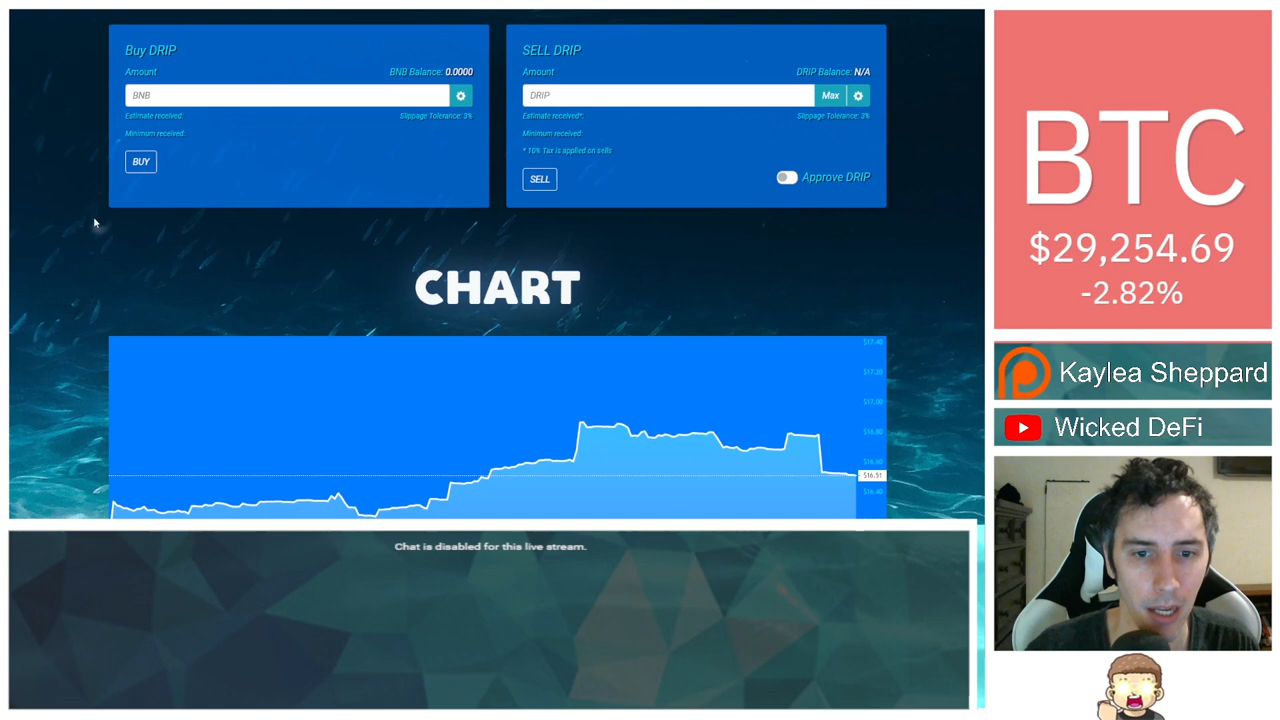 Buy DRIP
Amount
BNB Balance: 0.0000
BNB
Estimate received:
Slippage Tolerance: 3%
Minimum received:
BUY
SELL DRIP
Amount
DRIP Balance: N/A
DRIP
Max
Estimate received*:
Slippage Tolerance: 3%
Minimum received:
* 10% Tax is applied on sells
SELL
Approve DRIP
CHART
$17.40
$17.20
$17.00
$16.80
$16.60
$16.51
$16.40
Chat is disabled for this live stream.
BTC
$29,254.69
-2.82%
Kaylea Sheppard
Wicked DeFi